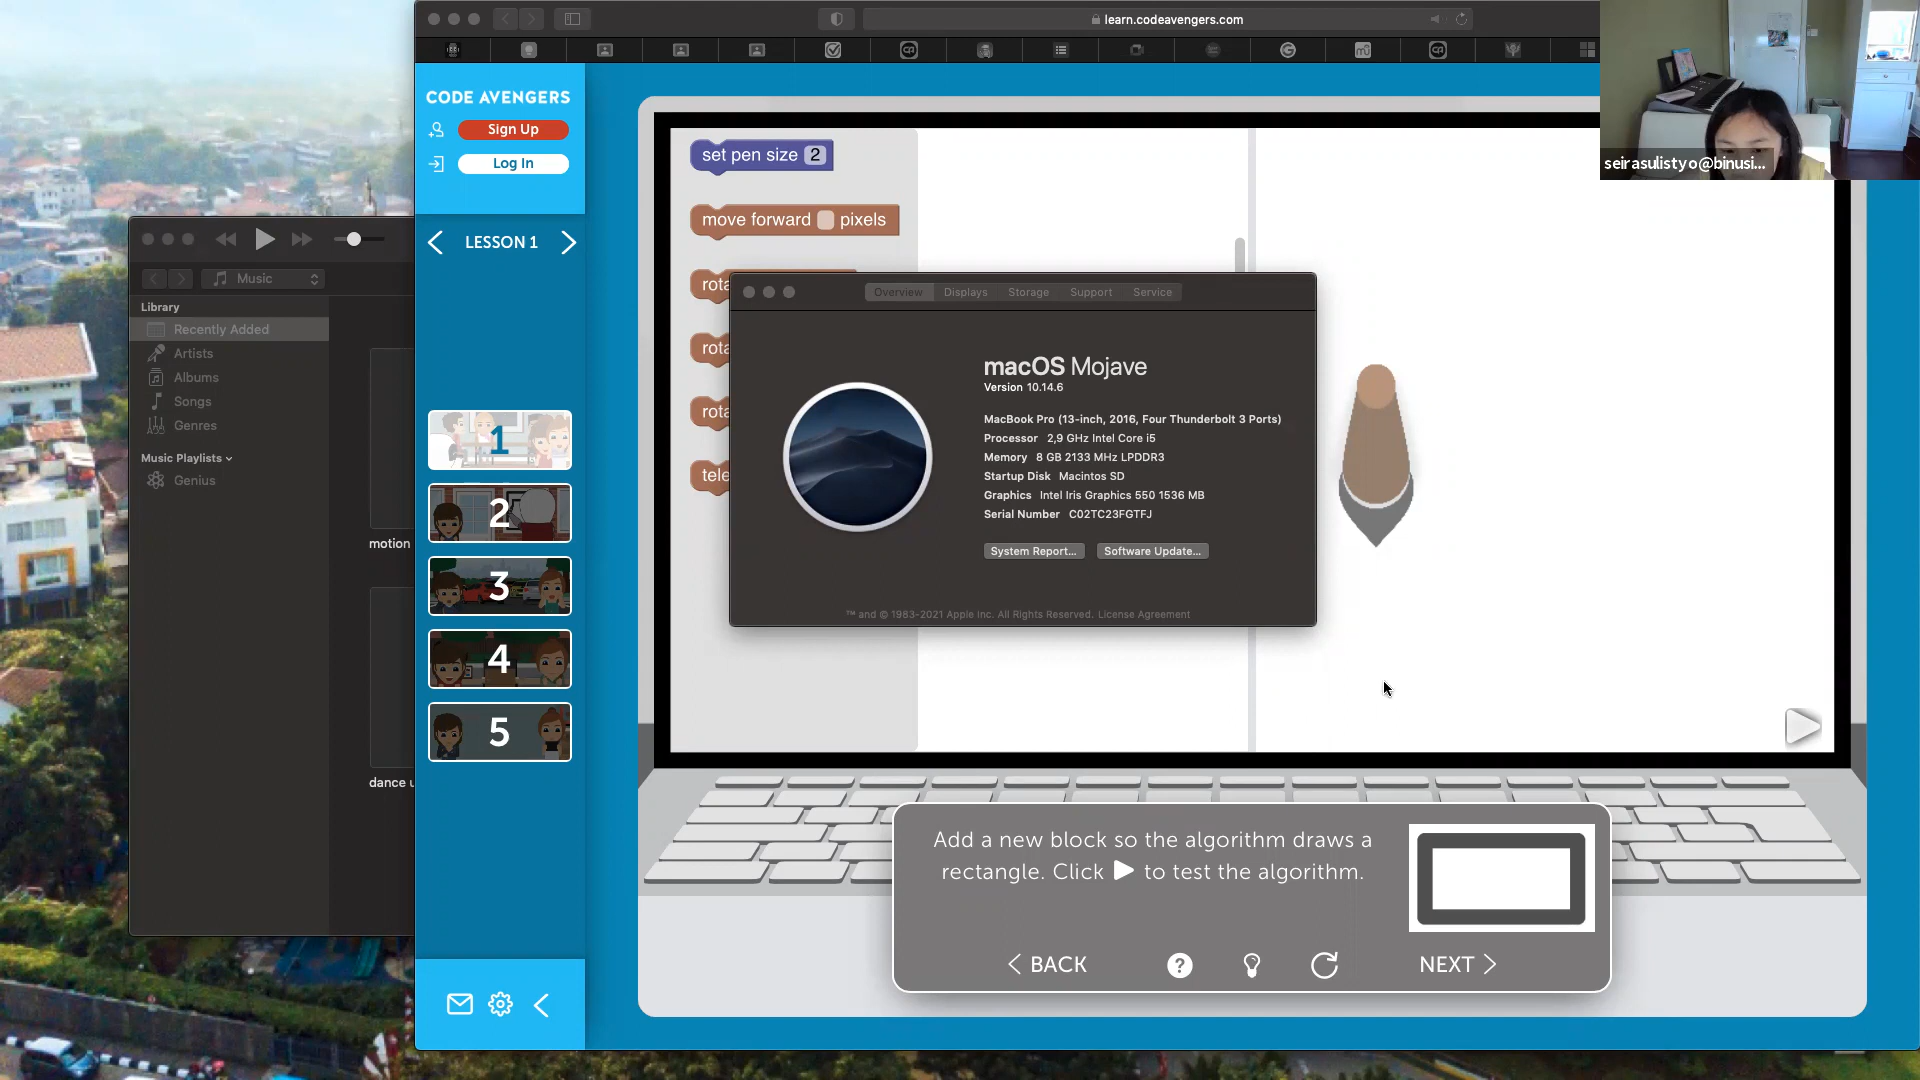 learn.codeavengers.com
CODE AVENGERS
Sign Up
Log In
LESSON 1
1
2
3
4
5
Music
Library
Recently Added
Artists
Albums
Songs
Genres
Music Playlists
Genius
motion
dance u
set pen size 2
move forward pixels
rota
rota
rota
tele
Overview
Displays
Storage
Support
Service
macOS Mojave
Version 10.14.6
MacBook Pro (13-inch, 2016, Four Thunderbolt 3 Ports)
Processor 2,9 GHz Intel Core i5
Memory 8 GB 2133 MHz LPDDR3
Startup Disk Macintos SD
Graphics Intel Iris Graphics 550 1536 MB
Serial Number C02TC23FGTFJ
System Report...
Software Update...
™ and © 1983-2021 Apple Inc. All Rights Reserved. License Agreement
seirasulistyo@binusi...
Add a new block so the algorithm draws a
rectangle. Click to test the algorithm.
BACK
?
NEXT